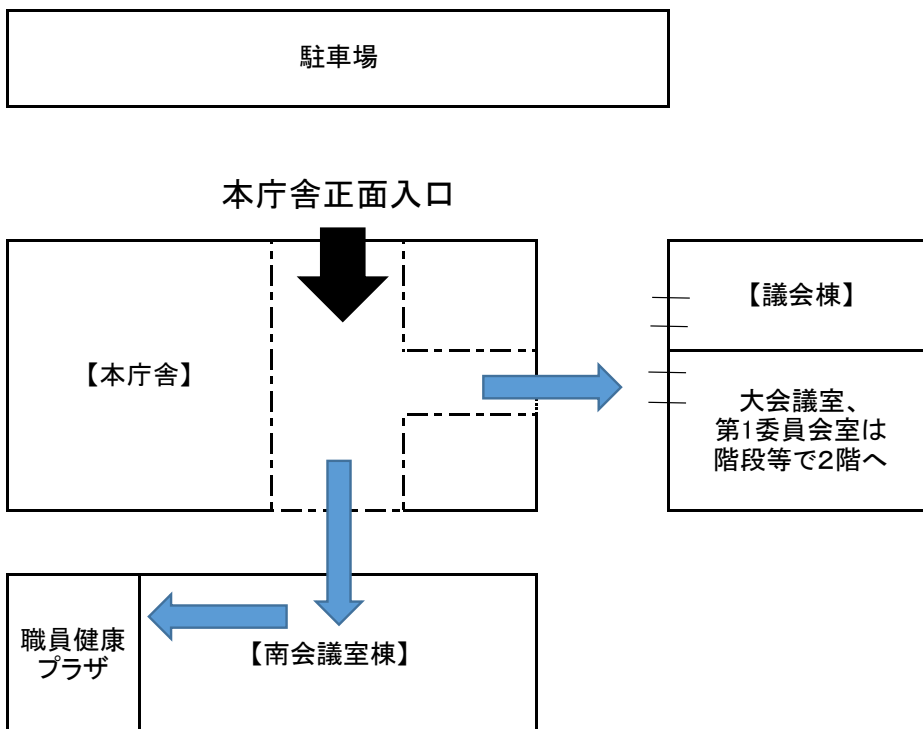 駐車場
本庁舎正面入口
【本庁舎】
【議会棟】
大会議室、
第1委員会室は
階段等で2階へ
職員健康
プラザ
【南会議室棟】